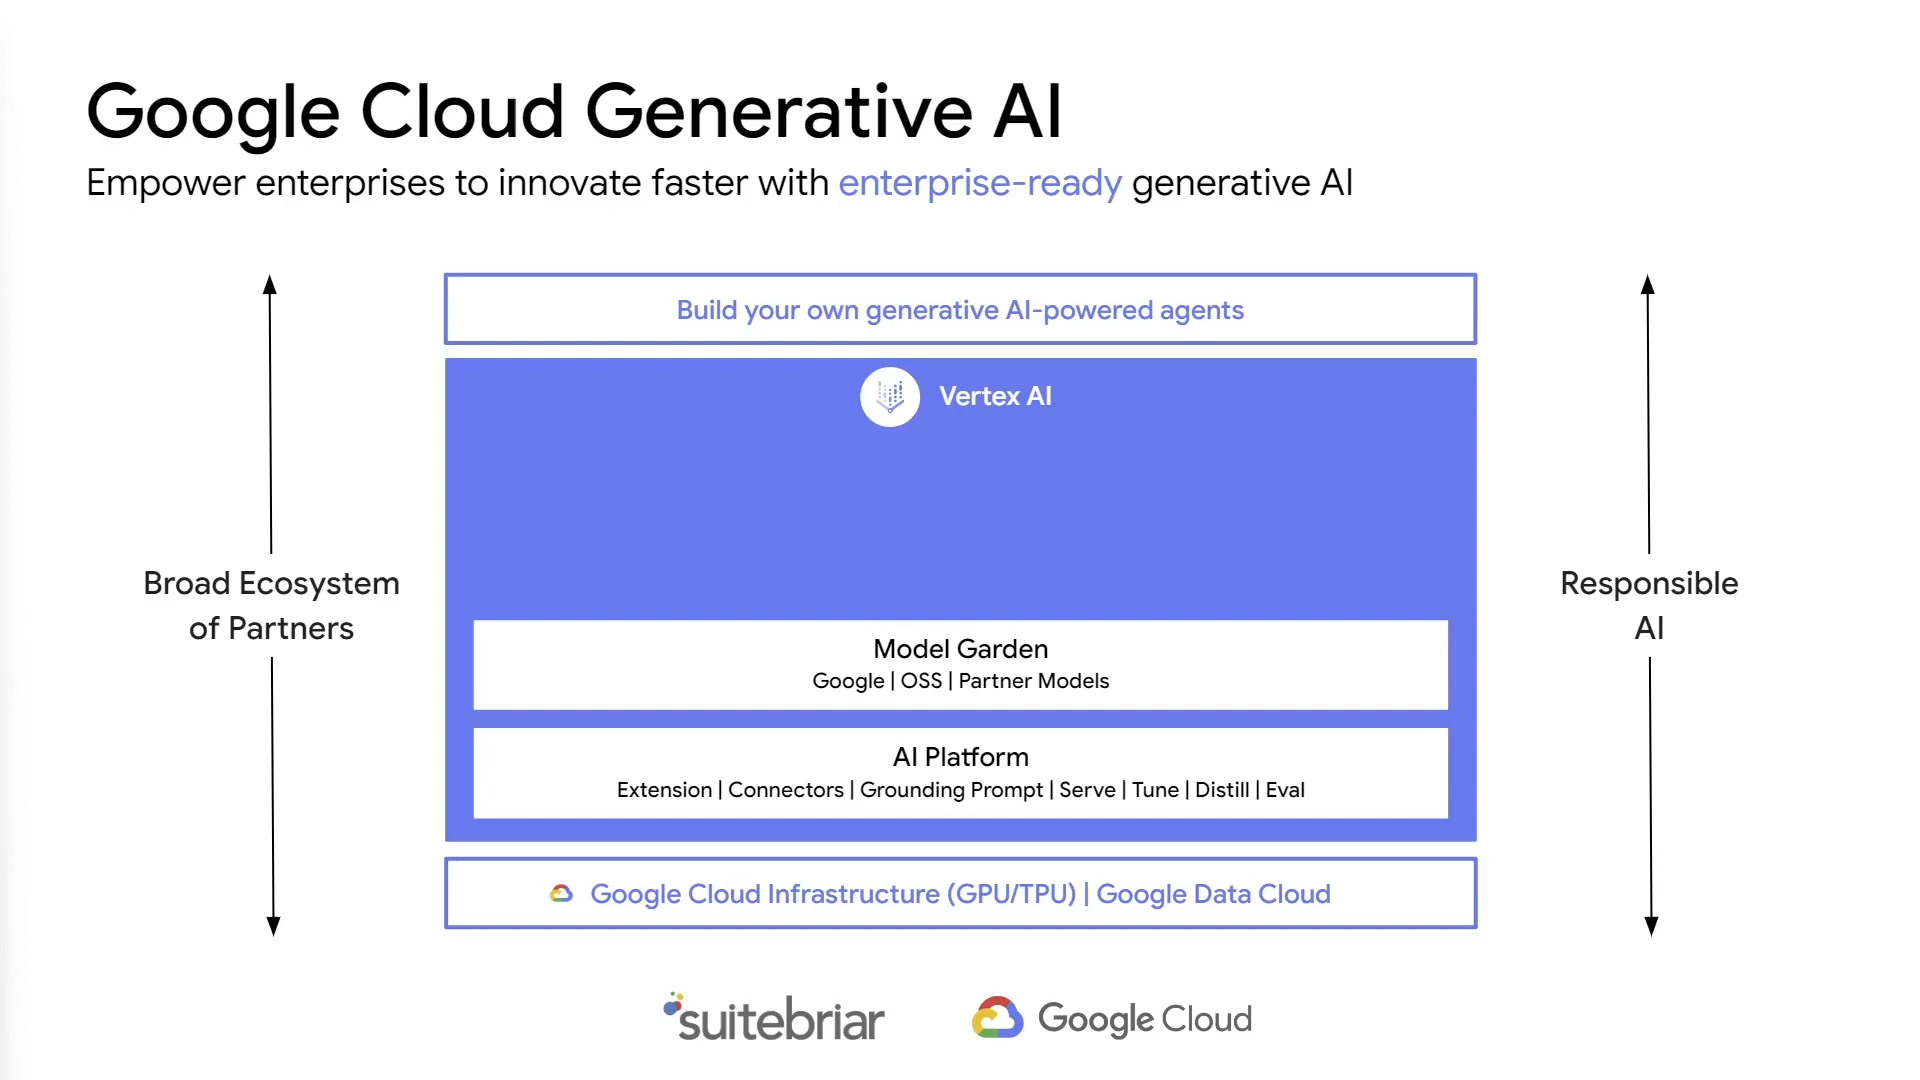 Google Cloud Generative AI
Empower enterprises to innovate faster with enterprise-ready generative AI
Build your own generative AI-powered agents
Vertex AI
Broad Ecosystem
of Partners
Responsible
AI
Model Garden
Google | OSS | Partner Models
AI Platform
Extension | Connectors | Grounding Prompt | Serve | Tune | Distill | Eval
Google Cloud Infrastructure (GPU/TPU) | Google Data Cloud
suitebriar
Google Cloud